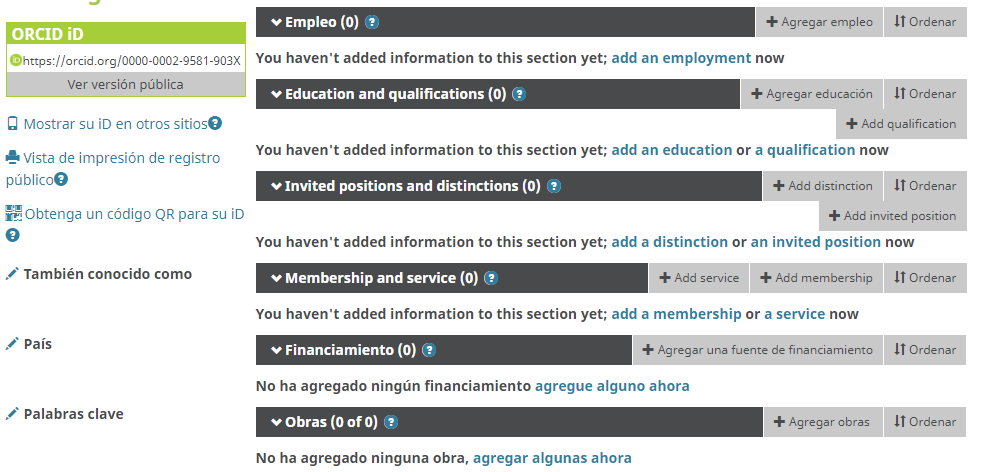 ORCID iD
https://orcid.org/0000-0002-9581-903X
Ver versión pública
Mostrar su iD en otros sitios
Vista de impresión de registro
público
Obtenga un código QR para su iD
También conocido como
País
Palabras clave
Empleo (0) Agregar empleo Ordenar
You haven't added information to this section yet; add an employment now
Education and qualifications (0) Agregar educación Ordenar
Add qualification
You haven't added information to this section yet; add an education or a qualification now
Invited positions and distinctions (0) Add distinction Ordenar
Add invited position
You haven't added information to this section yet; add a distinction or an invited position now
Membership and service (0) Add service Add membership Ordenar
You haven't added information to this section yet; add a membership or a service now
Financiamiento (0) Agregar una fuente de financiamiento Ordenar
No ha agregado ningún financiamiento agregue alguno ahora
Obras (0 of 0) Agregar obras Ordenar
No ha agregado ninguna obra, agregar algunas ahora